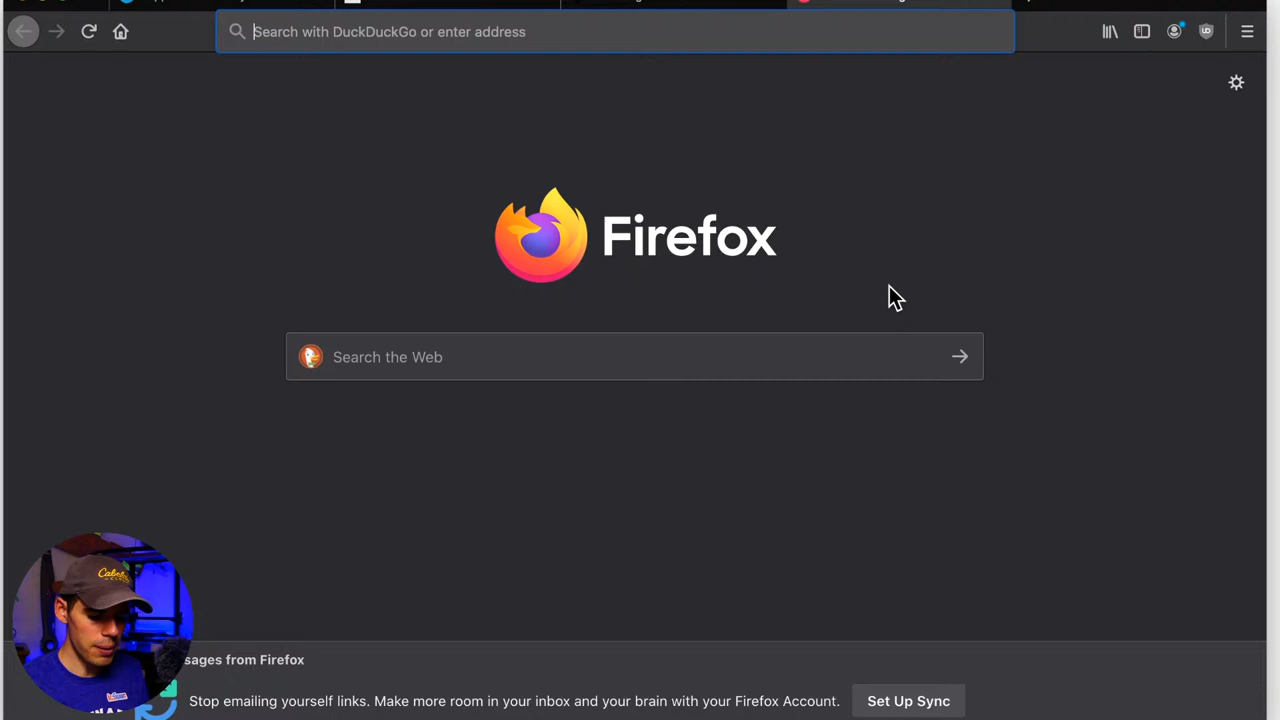 Search with DuckDuckGo or enter address
Firefox
Search the Web
sages from Firefox
Stop emailing yourself links. Make more room in your inbox and your brain with your Firefox Account.
Set Up Sync